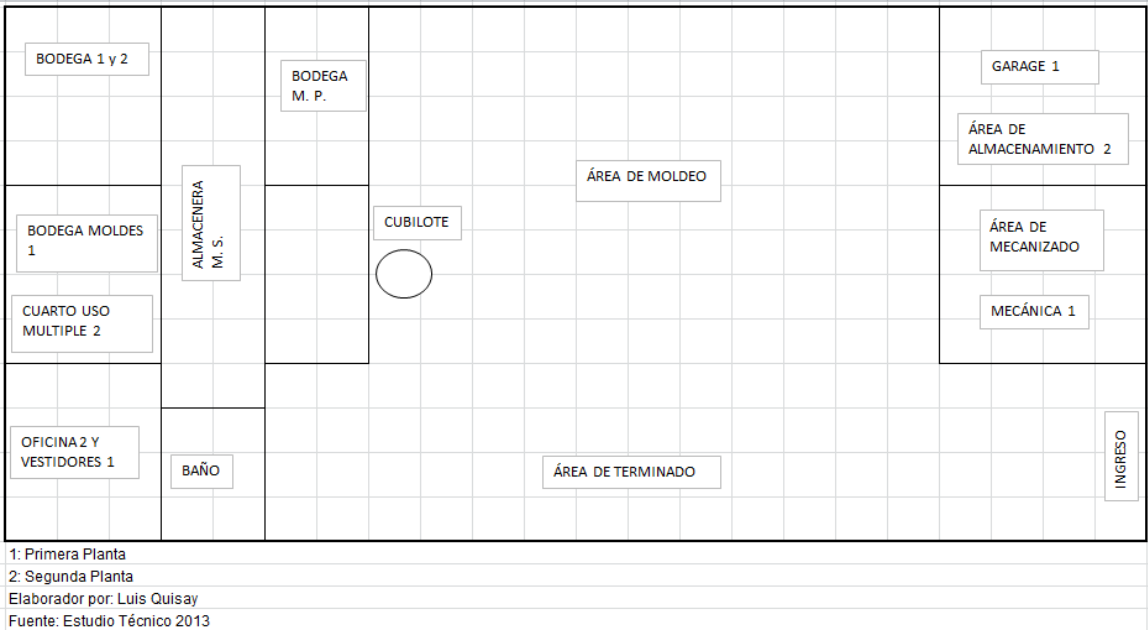 BODEGA 1 y 2
BODEGA
M. P.
GARAGE 1
ÁREA DE
ALMACENAMIENTO 2
ÁREA DE MOLDEO
ALMACENERA
M. S.
BODEGA MOLDES
1
CUBILOTE
ÁREA DE
MECANIZADO
CUARTO USO
MULTIPLE 2
MECÁNICA 1
OFICINA 2 Y
VESTIDORES 1
BAÑO
ÁREA DE TERMINADO
INGRESO
1: Primera Planta
2: Segunda Planta
Elaborador por: Luis Quisay
Fuente: Estudio Técnico 2013